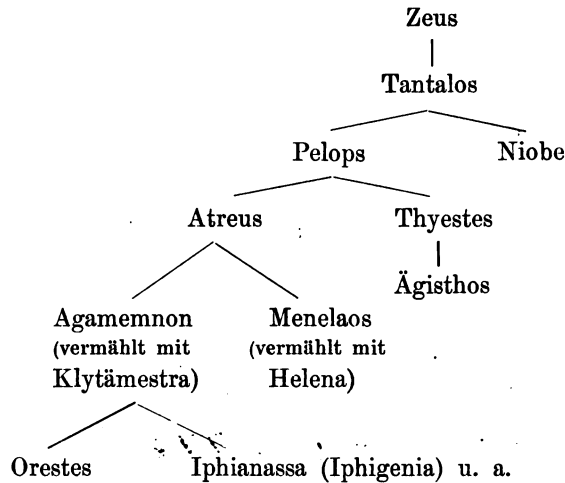 Zeus
Tantalos
Pelops Niobe
Atreus Thyestes
Ägisthos
Agamemnon Menelaos
(vermählt mit (vermählt mit
Klytämestra) Helena)
Orestes Iphianassa (Iphigenia) u. a.